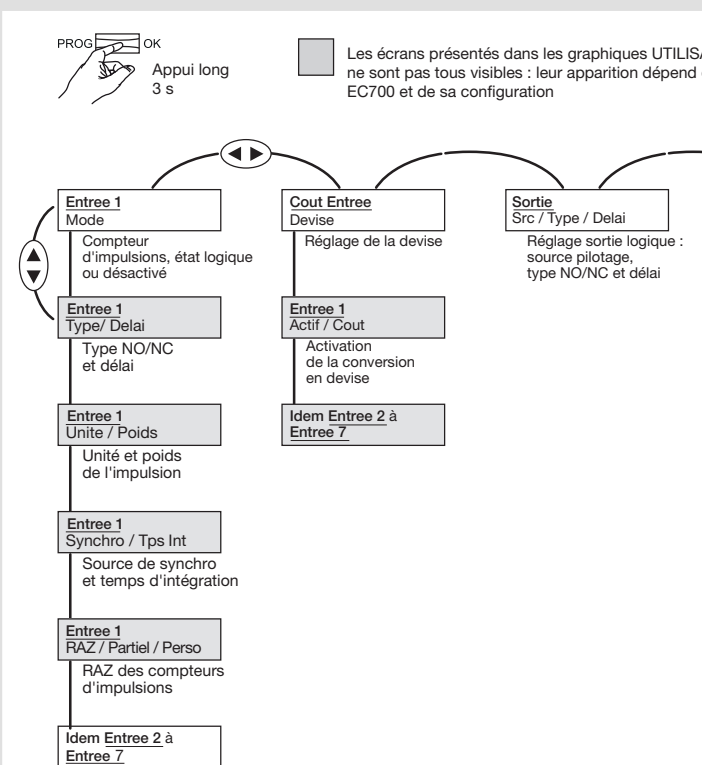 PROG OK
Appui long
3 s
Les écrans présentés dans les graphiques
ne sont pas tous visibles : leur apparition dépend
EC700 et de sa configuration
Entree 1
Mode
Compteur
d'impulsions, état logique
ou désactivé
Entree 1
Type/ Delai
Type NO/NC
et délai
Entree 1
Unite / Poids
Unité et poids
de l'impulsion
Entree 1
Synchro / Tps Int
Source de synchro
et temps d'intégration
Entree 1
RAZ / Partiel / Perso
RAZ des compteurs
d'impulsions
Idem Entree 2 à
Entree 7
Cout Entree
Devise
Réglage de la devise
Entree 1
Actif / Cout
Activation
de la conversion
en devise
Idem Entree 2 à
Entree 7
Sortie
Src / Type / Delai
Réglage sortie logique :
source pilotage,
type NO/NC et délai